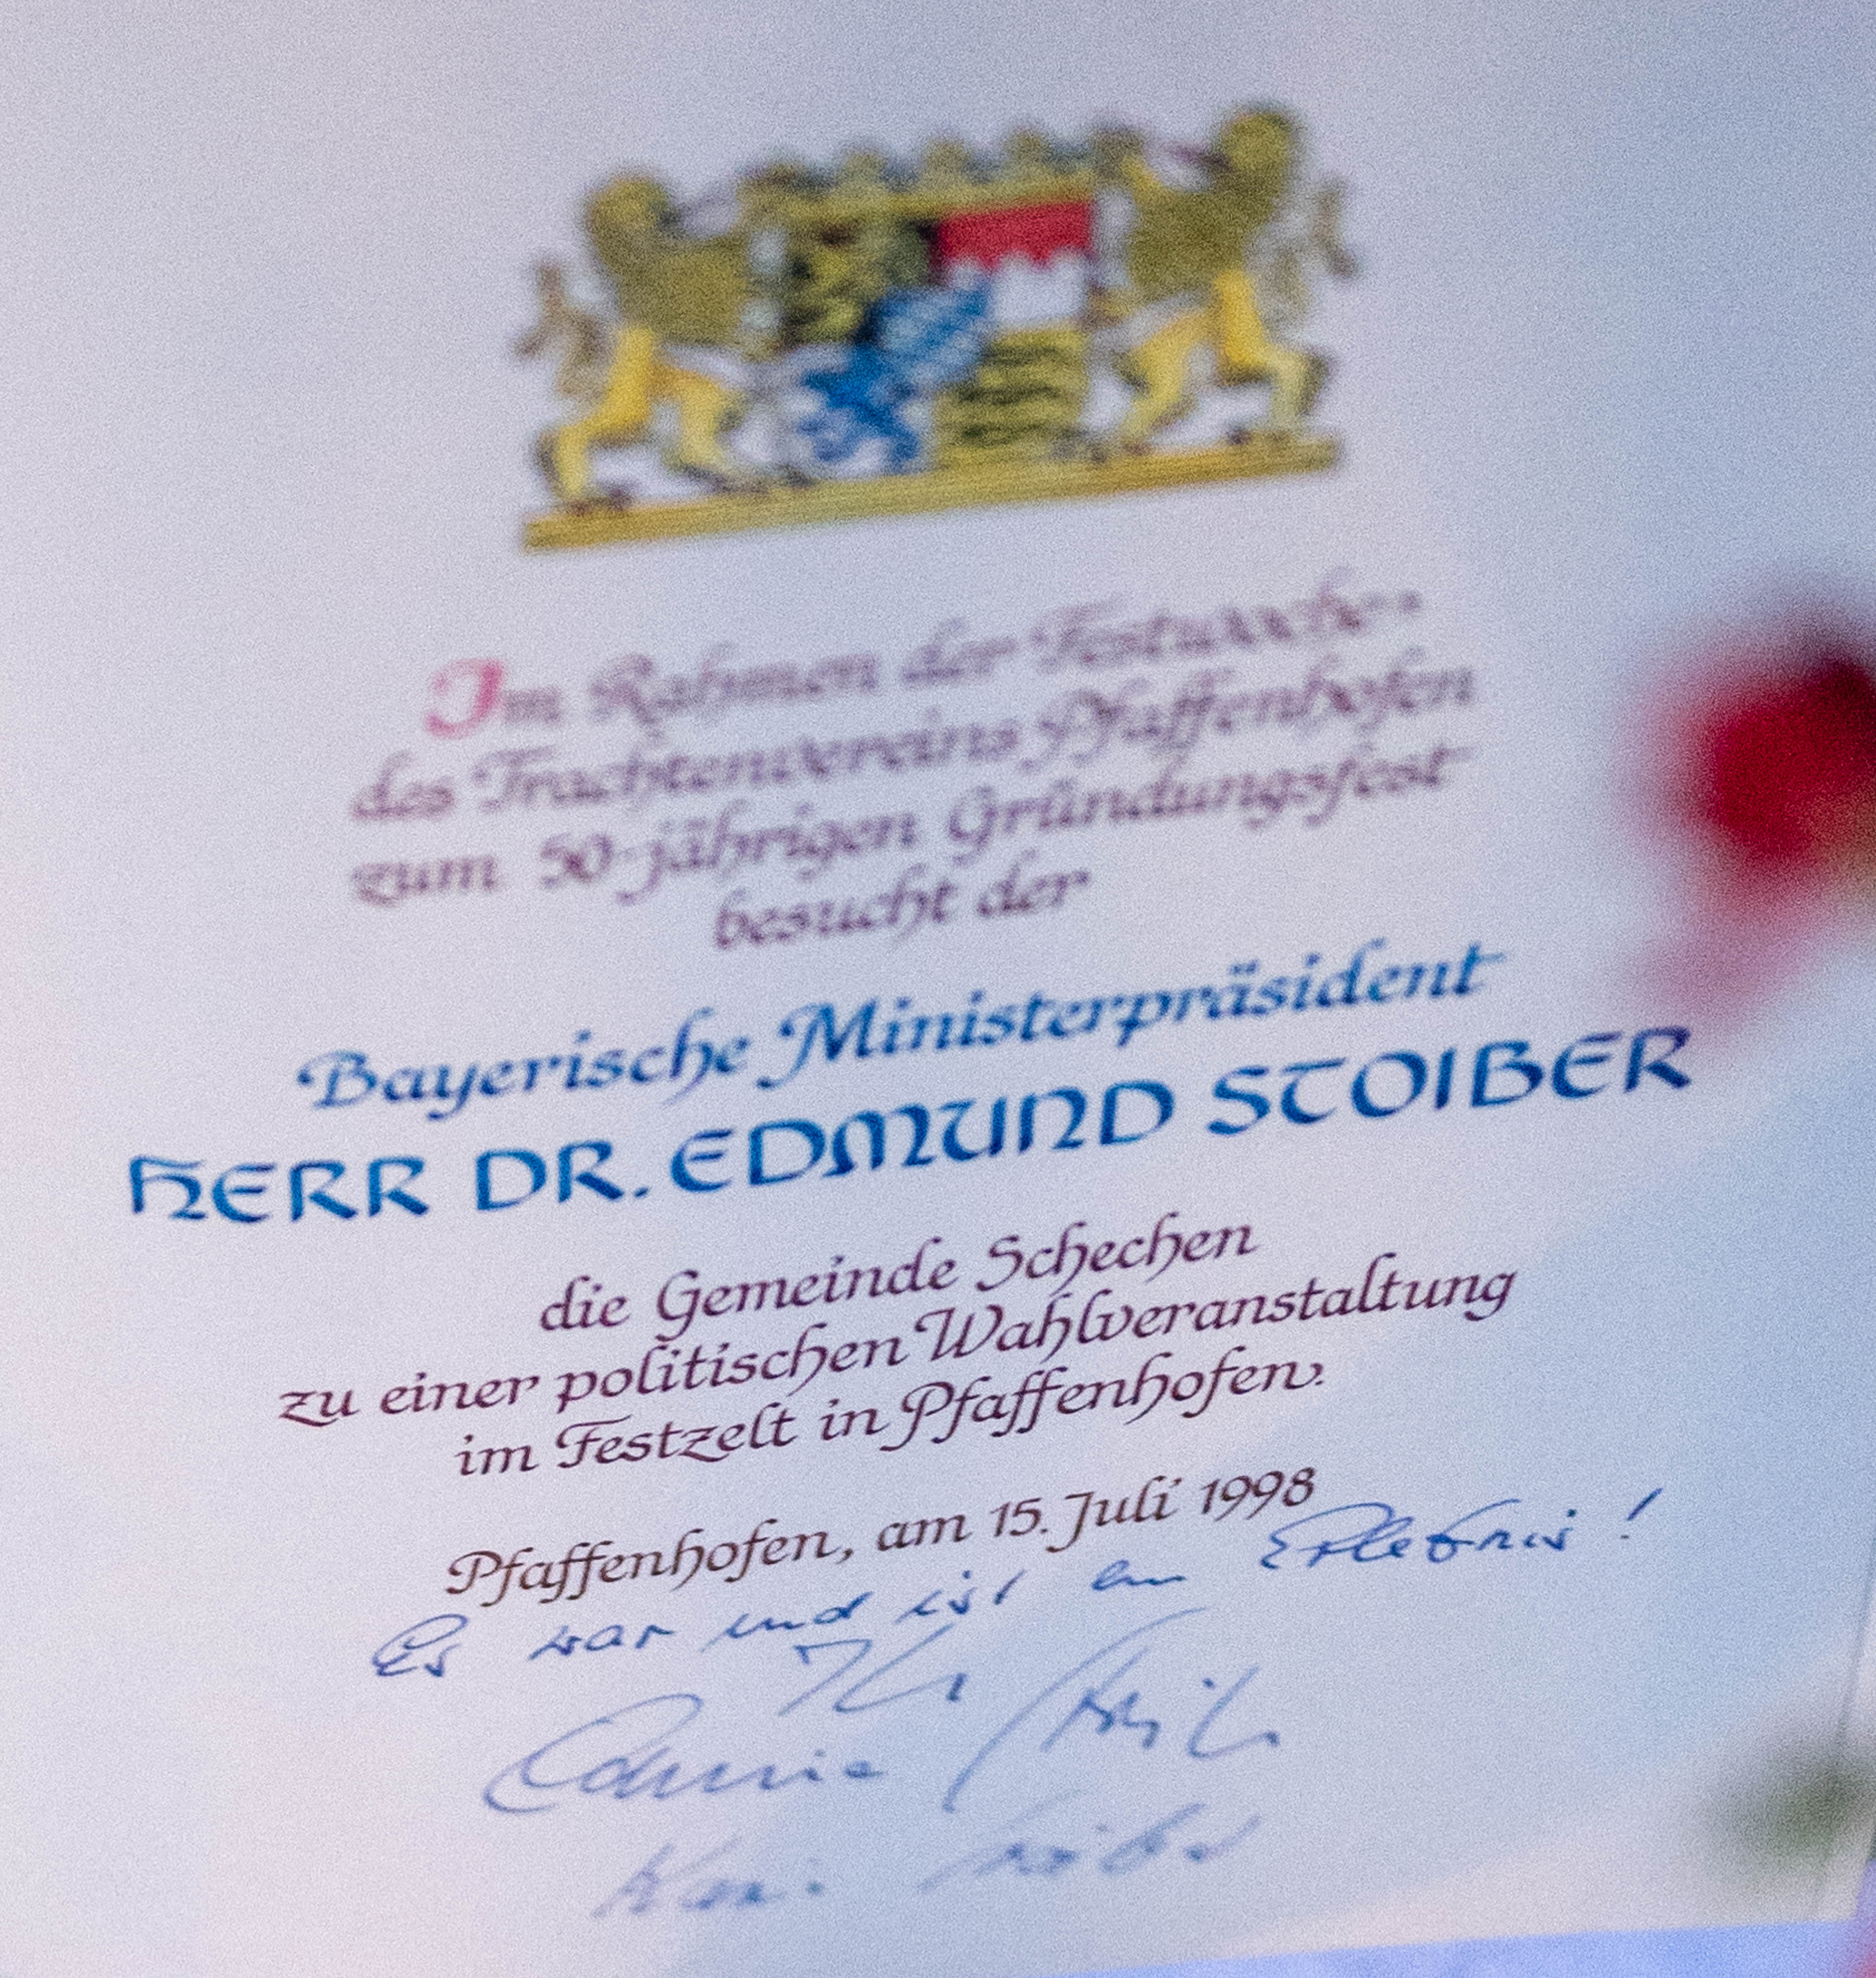 Im Rahmen der Festwoche
des Trachtenvereins Pfaffenhofen
zum 50-jährigen Gründungsfest
besucht der
Bayerische Ministerpräsident
HERR DR. EDMUND STOIBER
die Gemeinde Schechen
zu einer politischen Wahlveranstaltung
im Festzelt in Pfaffenhofen.
Pfaffenhofen, am 15. Juli 1998
Es war und ist ein Erlebnis!
Ihr